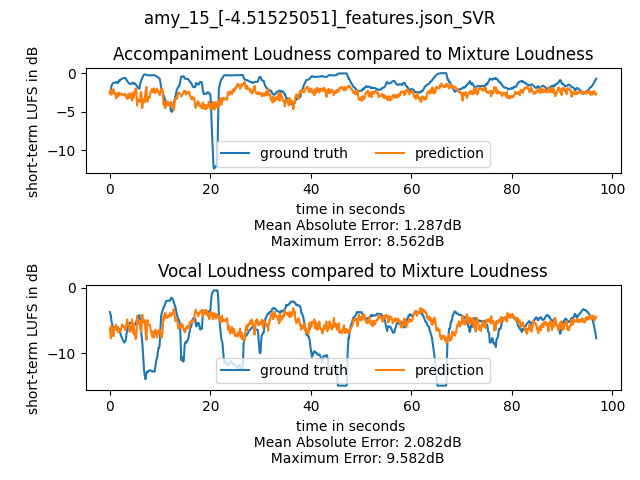 amy_15_[-4.51525051]_features.json_SVR
Accompaniment Loudness compared to Mixture Loudness
short-term LUFS in dB
0
−5
−10
ground truth prediction
0 20 40 60 80 100
time in seconds
Mean Absolute Error: 1.287dB
Maximum Error: 8.562dB
Vocal Loudness compared to Mixture Loudness
short-term LUFS in dB
0
−10
ground truth prediction
0 20 40 60 80 100
time in seconds
Mean Absolute Error: 2.082dB
Maximum Error: 9.582dB